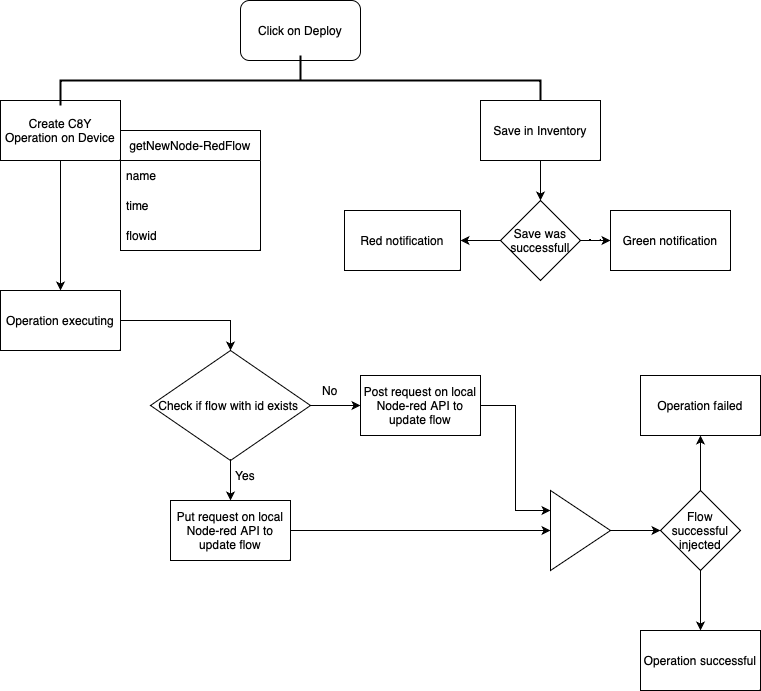 Click on Deploy
Create C8Y
Operation on Device
Save in Inventory
getNewNode-RedFlow
name
time
flowid
Red notification
Save was
successfull
Green notification
Operation executing
Check if flow with id exists
No
Post request on local
Node-red API to
update flow
Operation failed
Yes
Put request on local
Node-red API to
update flow
Flow
successful
injected
Operation successful